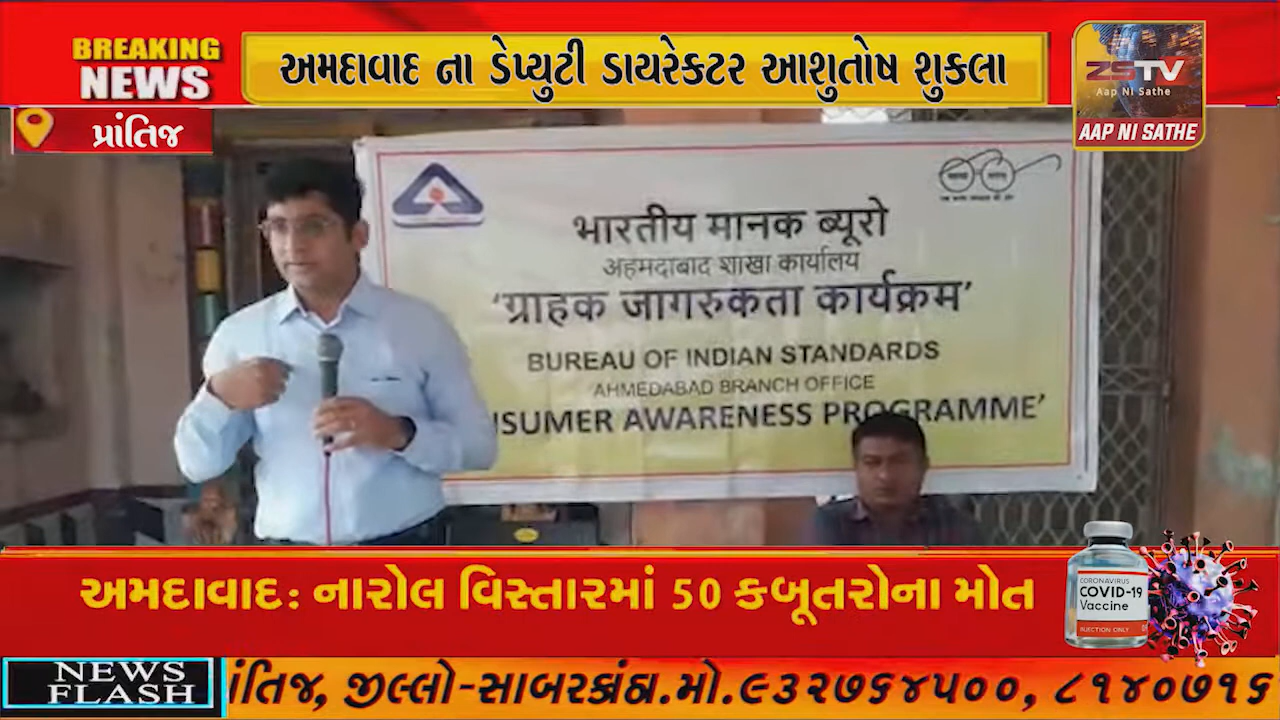 BREAKING
NEWS
અમદાવાદ ના ડેપ્યુટી ડાયરેકટર આશુતોષ શુકલા
ZSTV
Aap Ni Sathe
AAP NI SATHE
પ્રાંતિજ
भारतीय मानक ब्यूरो
अहमदाबाद शाखा कार्यालय
‘ग्राहक जागरुकता कार्यक्रम’
BUREAU OF INDIAN STANDARDS
AHMEDABAD BRANCH OFFICE
NSUMER AWARENESS PROGRAMME’
અમદાવાદ: નારોલ વિસ્તારમાં 50 કબૂતરોના મોત
CORONAVIRUS
COVID-19
Vaccine
INJECTION ONLY
NEWS
FLASH
ંતિજ, જીલ્લો-સાબરકાંઠા.મો.૯૩૨૭૬૪૫૦૦૦, ૮૧૪૦૭૧૬